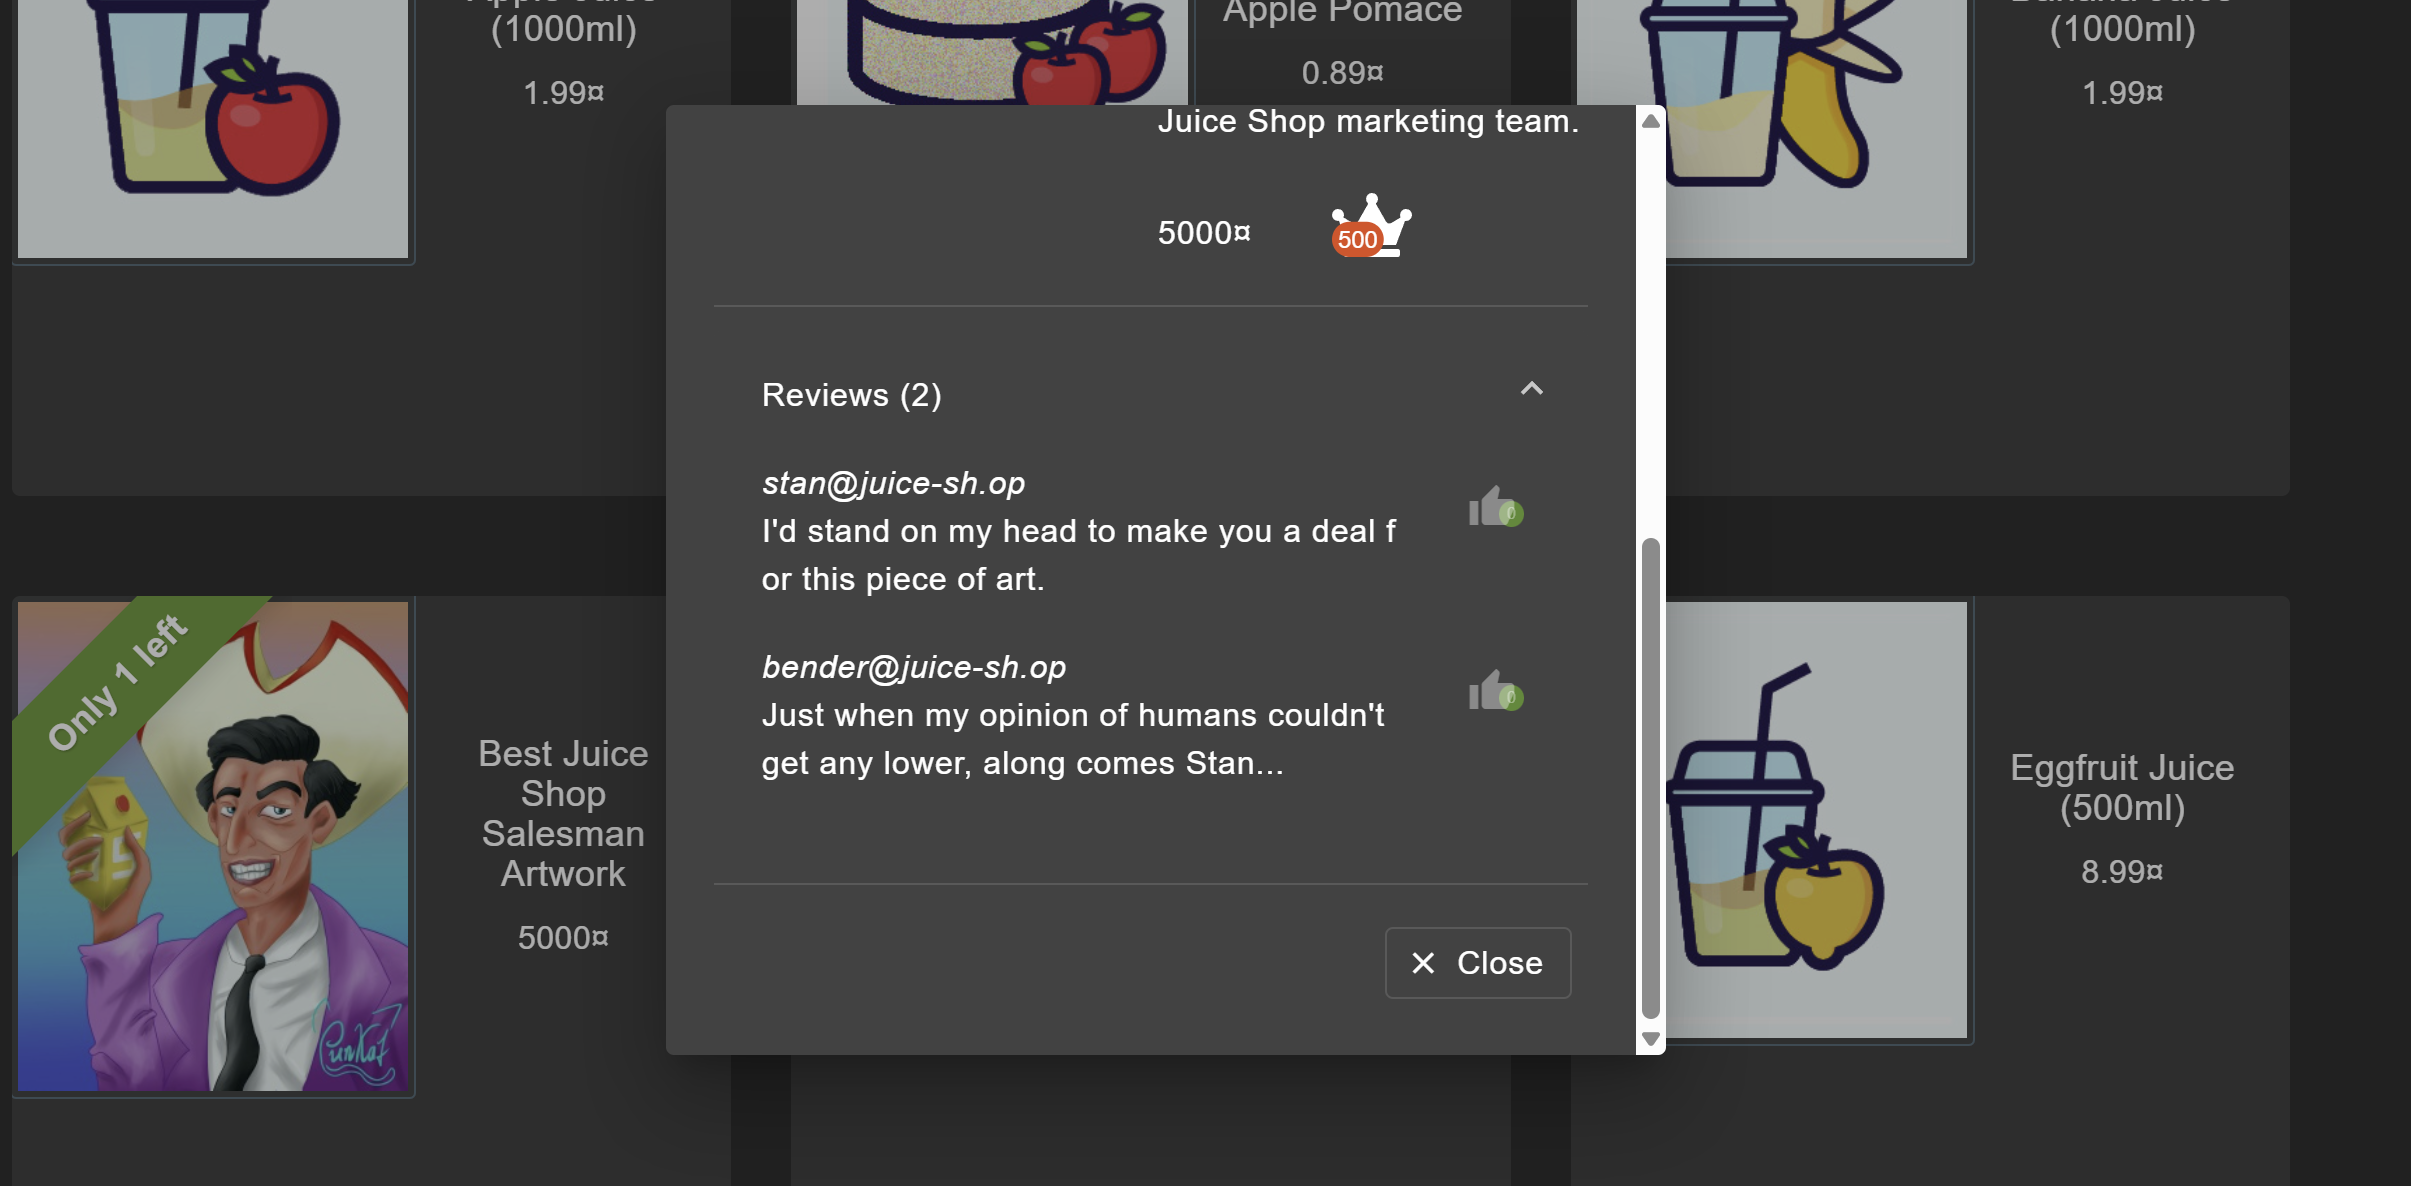 (1000ml)
1.99¤
Apple Pomace
0.89¤
(1000ml)
1.99¤
Juice Shop marketing team.
5000¤
500
Reviews (2)
stan@juice-sh.op
I'd stand on my head to make you a deal f
or this piece of art.
0
bender@juice-sh.op
Just when my opinion of humans couldn't
get any lower, along comes Stan...
0
Close
Only 1 left
Best Juice
Shop
Salesman
Artwork
5000¤
Eggfruit Juice
(500ml)
8.99¤